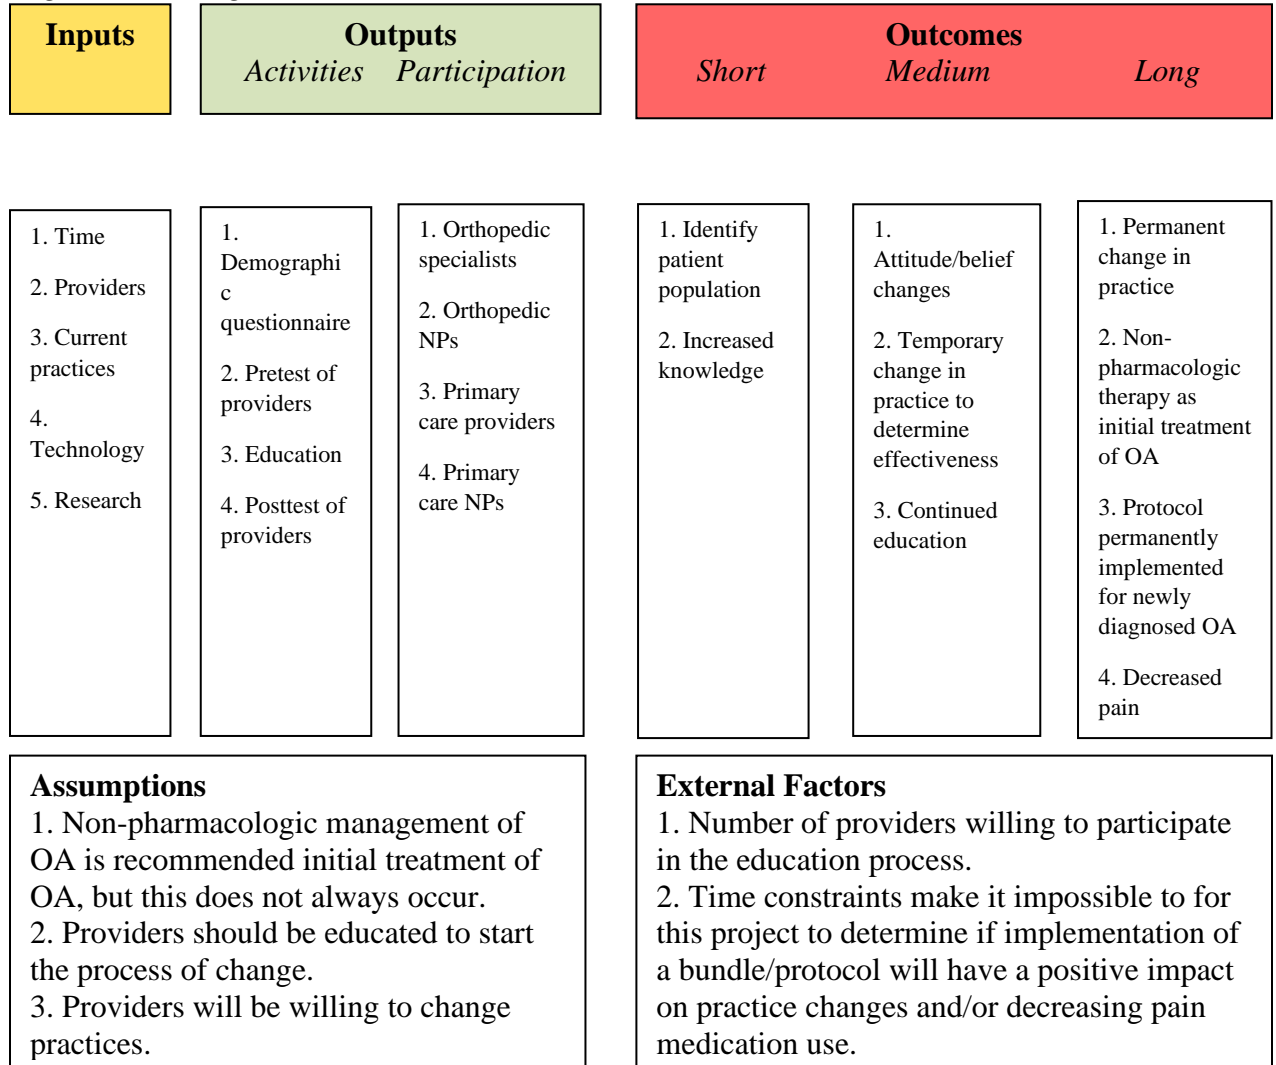 Inputs
Outputs
Activities Participation
Outcomes
Short Medium Long
1. Time
2. Providers
3. Current
practices
4.
Technology
5. Research
1.
Demographi
c
questionnaire
2. Pretest of
providers
3. Education
4. Posttest of
providers
1. Orthopedic
specialists
2. Orthopedic
NPs
3. Primary
care providers
4. Primary
care NPs
1. Identify
patient
population
2. Increased
knowledge
1.
Attitude/belief
changes
2. Temporary
change in
practice to
determine
effectiveness
3. Continued
education
1. Permanent
change in
practice
2. Non-
pharmacologic
therapy as
initial treatment
of OA
3. Protocol
permanently
implemented
for newly
diagnosed OA
4. Decreased
pain
Assumptions
1. Non-pharmacologic management of
OA is recommended initial treatment of
OA, but this does not always occur.
2. Providers should be educated to start
the process of change.
3. Providers will be willing to change
practices.
External Factors
1. Number of providers willing to participate
in the education process.
2. Time constraints make it impossible to for
this project to determine if implementation of
a bundle/protocol will have a positive impact
on practice changes and/or decreasing pain
medication use.